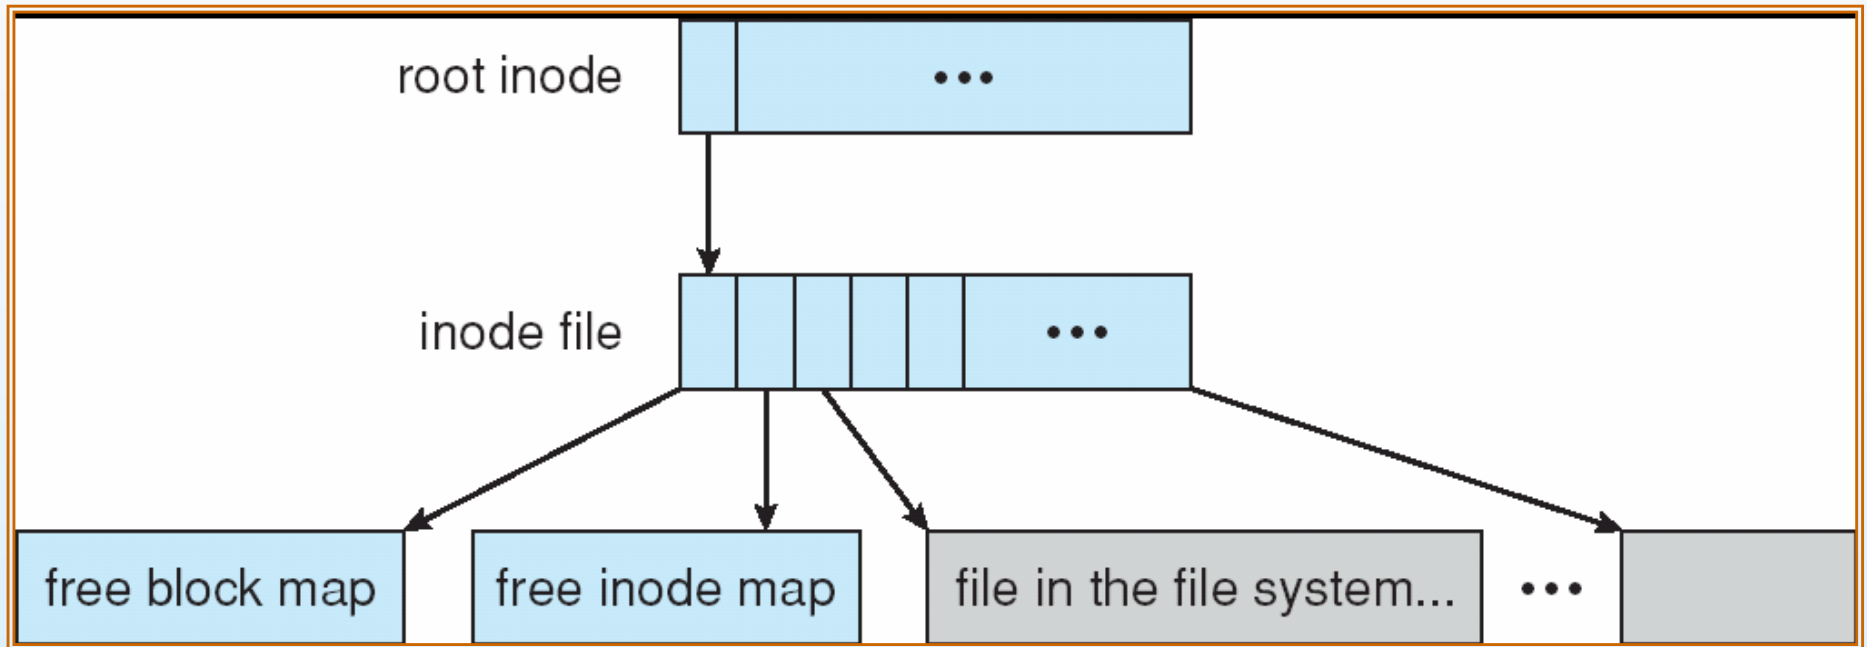 root inode
...
inode file
...
free block map
free inode map
file in the file system...
...